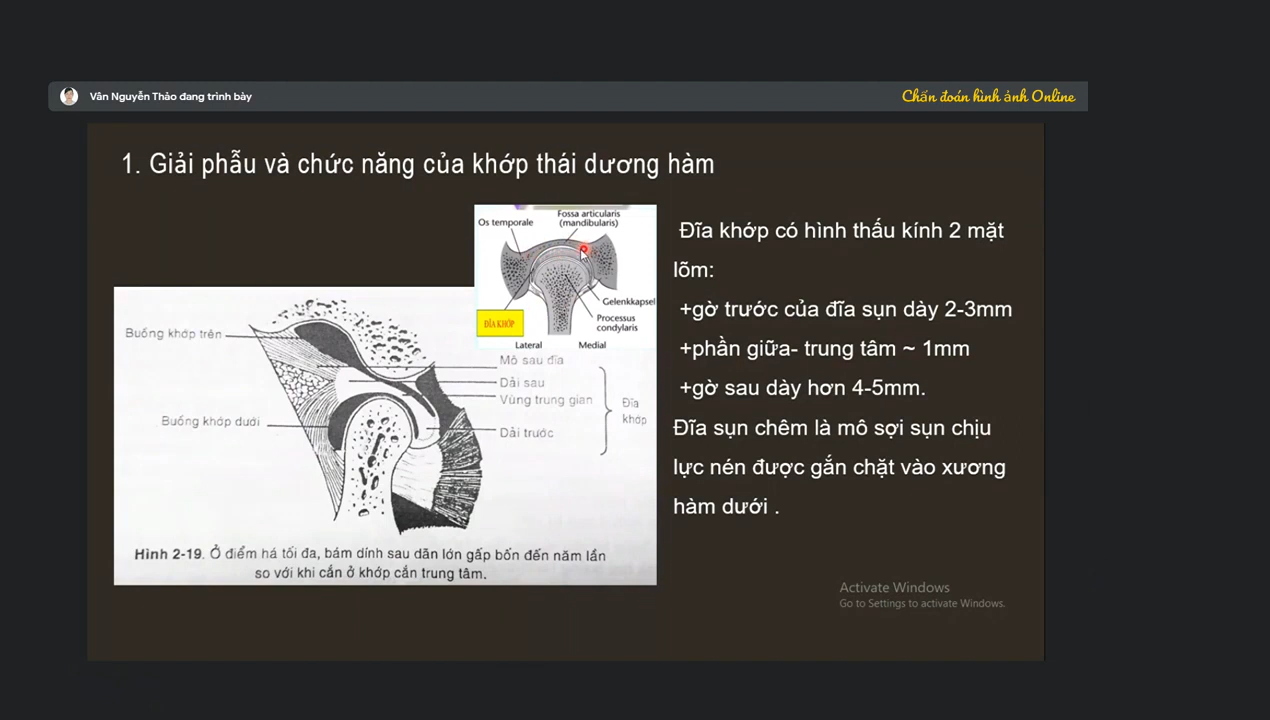 Vân Nguyễn Thảo đang trình bày
Chẩn đoán hình ảnh Online
1. Giải phẫu và chức năng của khớp thái dương hàm
Fossa articularis
(mandibularis)
Os temporale
Gelenkkapsel
Processus
condylaris
ĐĨA KHỚP
Lateral
Medial
Buồng khớp trên
Mô sau đĩa
Dải sau
Vùng trung gian
Đĩa
khớp
Buồng khớp dưới
Dải trước
Hình 2-19. Ở điểm há tối đa, bám dính sau dãn lớn gấp bốn đến năm lần
so với khi cắn ở khớp cắn trung tâm.
Đĩa khớp có hình thấu kính 2 mặt
lõm:
+gờ trước của đĩa sụn dày 2-3mm
+phần giữa- trung tâm ~ 1mm
+gờ sau dày hơn 4-5mm.
Đĩa sụn chêm là mô sợi sụn chịu
lực nén được gắn chặt vào xương
hàm dưới .
Activate Windows
Go to Settings to activate Windows.